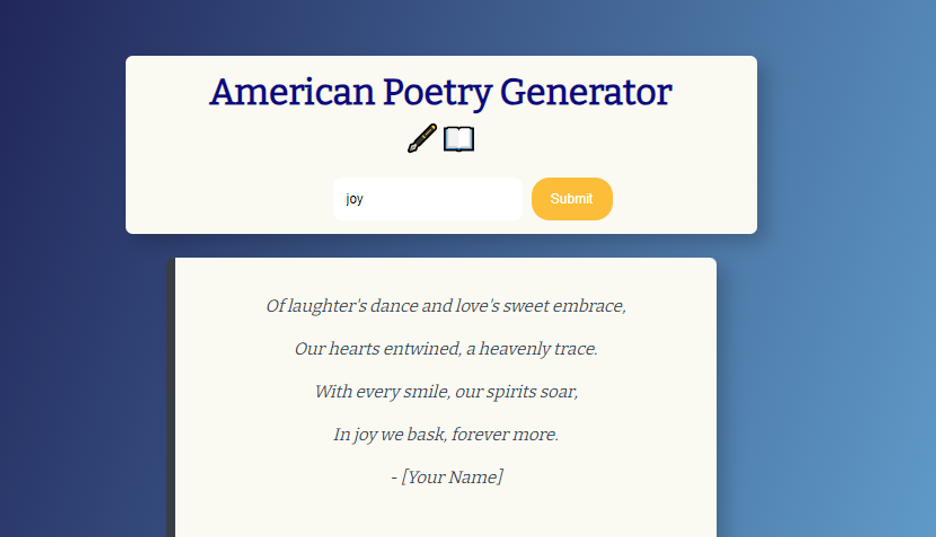 American Poetry Generator
joy
Submit
Of laughter's dance and love's sweet embrace,
Our hearts entwined, a heavenly trace.
With every smile, our spirits soar,
In joy we bask, forever more.
- [Your Name]